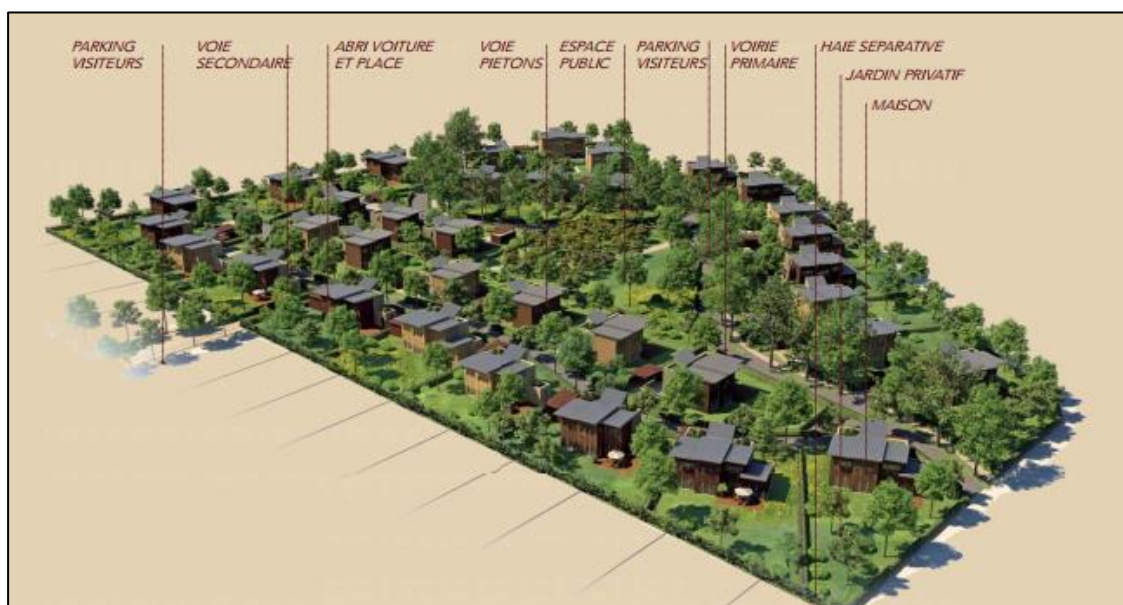 PARKING
VISITEURS
VOIE
SECONDAIRE
ABRI VOITURE
ET PLACE
VOIE
PIETONS
ESPACE
PUBLIC
PARKING
VISITEURS
VOIRIE
PRIMAIRE
HAIE SEPARATIVE
JARDIN PRIVATIF
MAISON